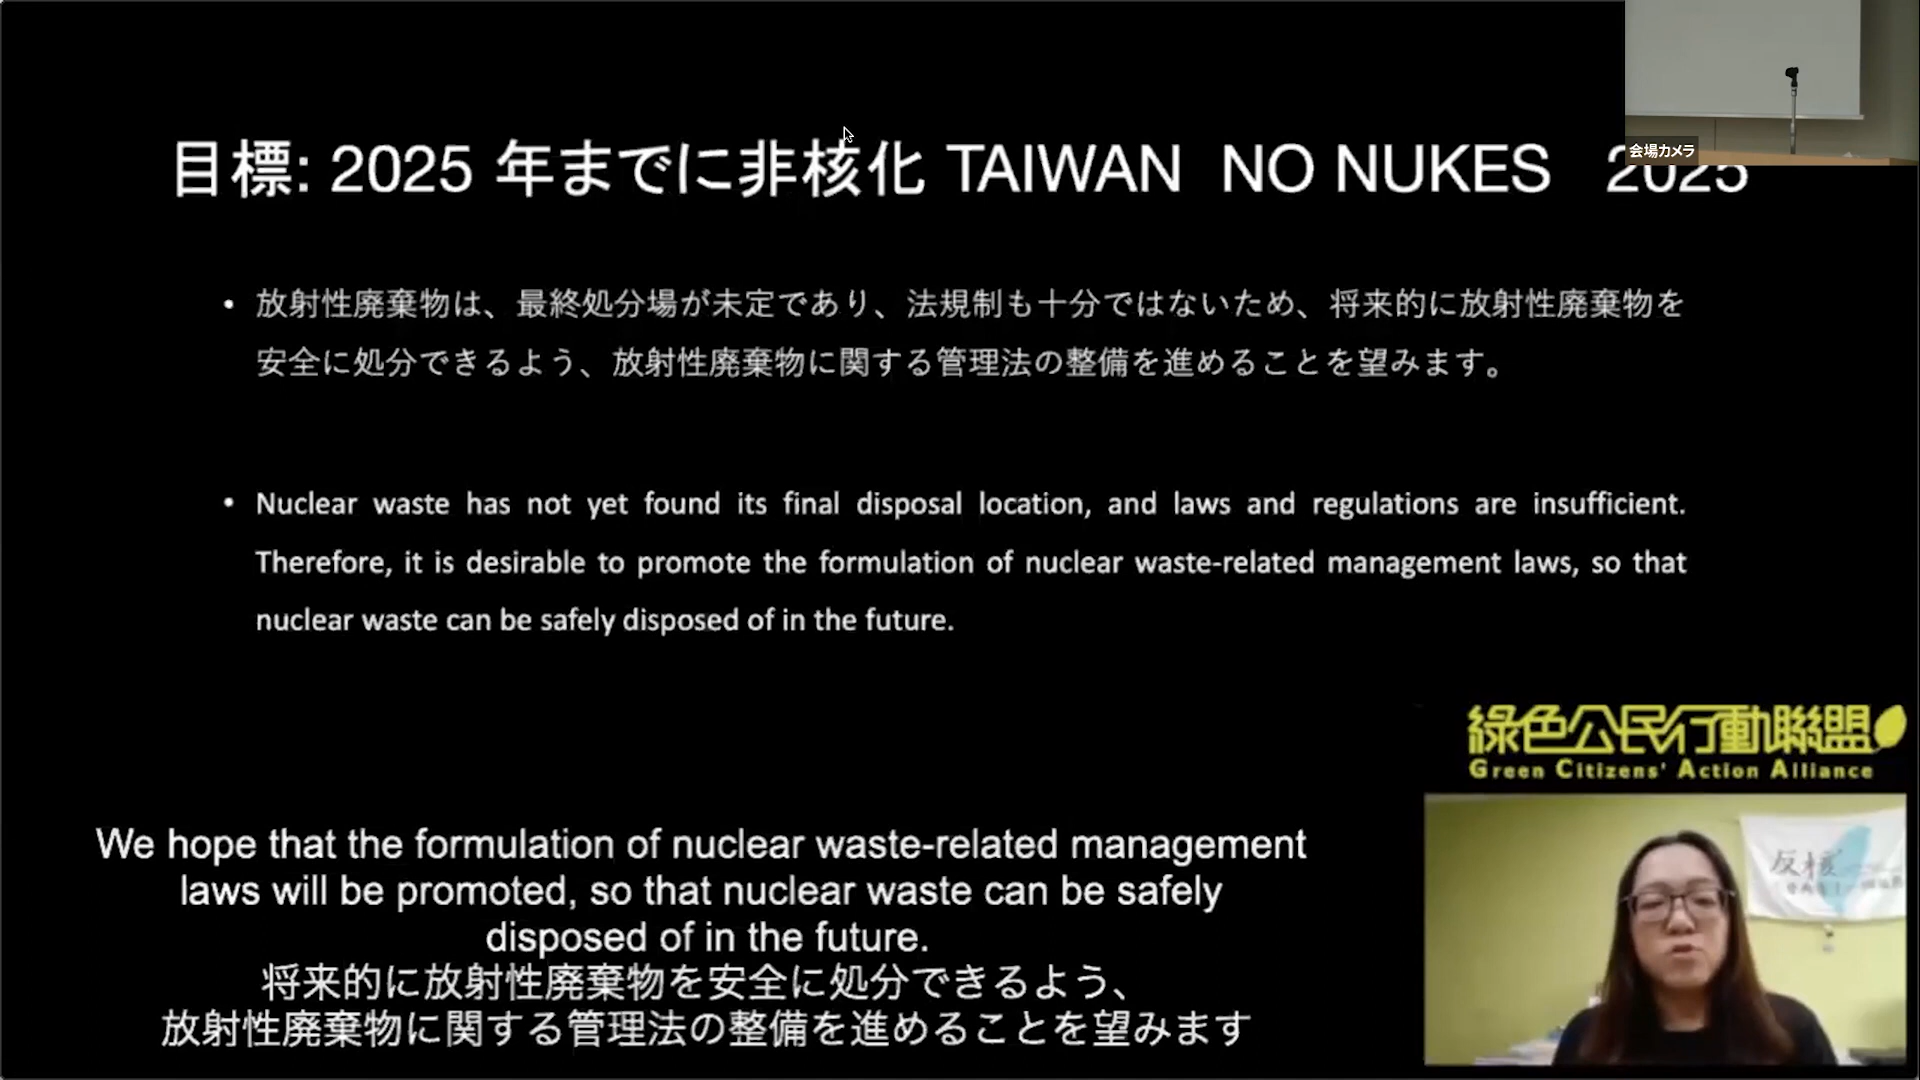 会場カメラ
目標: 2025 年までに非核化 TAIWAN NO NUKES 2025
• 放射性廃棄物は、最終処分場が未定であり、法規制も十分ではないため、将来的に放射性廃棄物を
安全に処分できるよう、放射性廃棄物に関する管理法の整備を進めることを望みます。
• Nuclear waste has not yet found its final disposal location, and laws and regulations are insufficient.
Therefore, it is desirable to promote the formulation of nuclear waste-related management laws, so that
nuclear waste can be safely disposed of in the future.
綠色公民行動聯盟
Green Citizens' Action Alliance
反核
We hope that the formulation of nuclear waste-related management
laws will be promoted, so that nuclear waste can be safely
disposed of in the future.
将来的に放射性廃棄物を安全に処分できるよう、
放射性廃棄物に関する管理法の整備を進めることを望みます